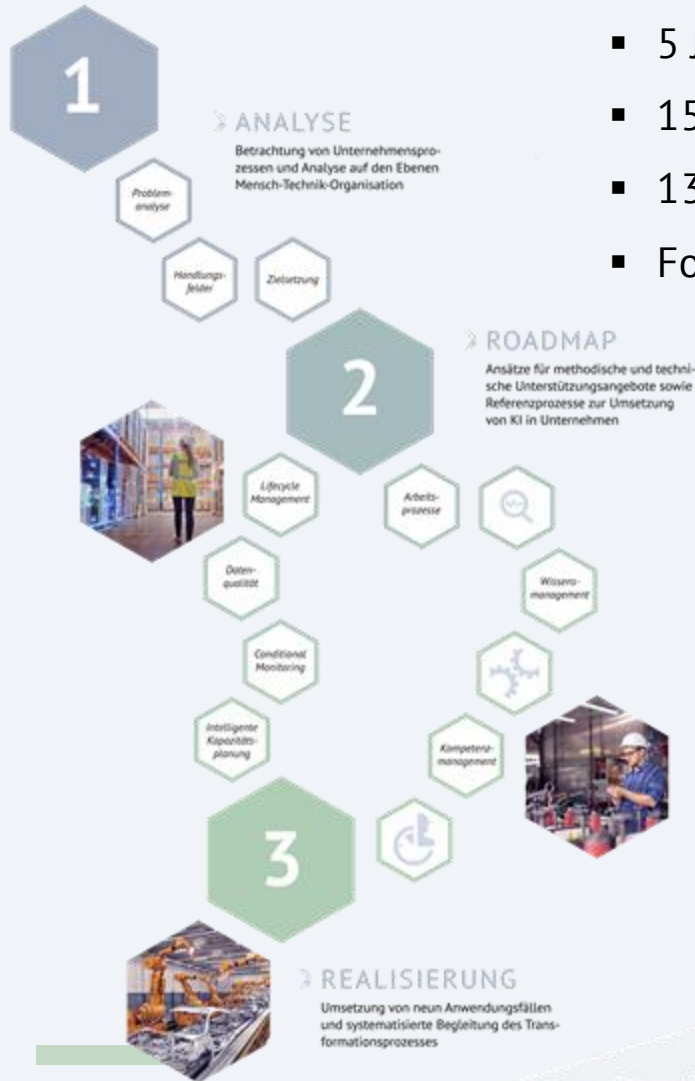 1
ANALYSE
Betrachtung von Unternehmenspro-
zessen und Analyse auf den Ebenen
Mensch-Technik-Organisation
Problem-
analyse
Handlungs-
felder
Zielsetzung
▪ 5 J
▪ 15
▪ 13
▪ Fo
2
ROADMAP
Ansätze für methodische und techni-
sche Unterstützungsangebote sowie
Referenzprozesse zur Umsetzung
von KI in Unternehmen
Lifecycle
Management
Daten-
qualität
Conditional
Monitoring
Intelligente
Kapazitäts-
planung
Arbeits-
prozesse
Wissens-
management
Kompetenz-
management
3
REALISIERUNG
Umsetzung von neun Anwendungsfällen
und systematisierte Begleitung des Trans-
formationsprozesses